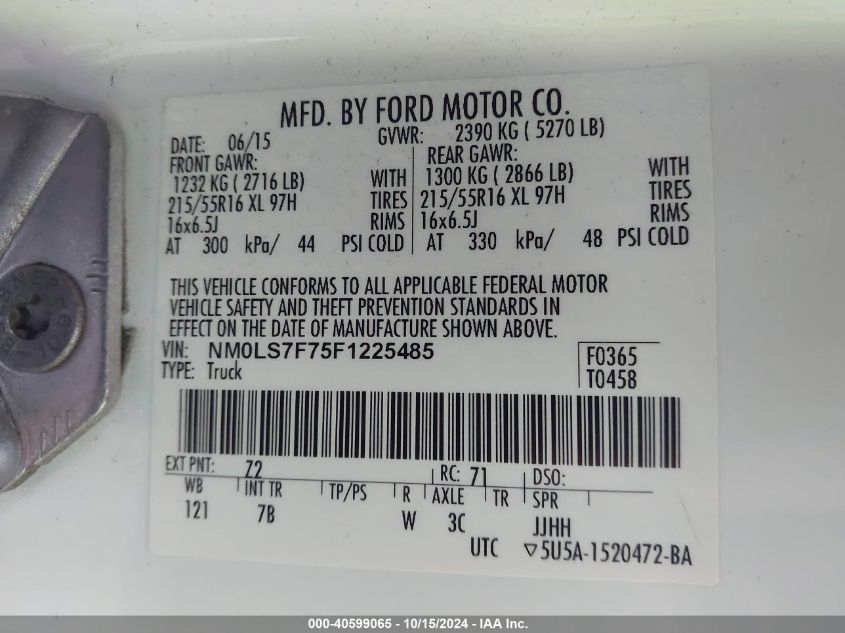 MFD. BY FORD MOTOR CO.
DATE: 06/15 GVWR: 2390 KG ( 5270 LB)
FRONT GAWR: REAR GAWR:
1232 KG ( 2716 LB) WITH 1300 KG ( 2866 LB) WITH
215/55R16 XL 97H TIRES 215/55R16 XL 97H TIRES
16x6.5J RIMS 16x6.5J RIMS
AT 300 kPa/ 44 PSI COLD AT 330 kPa/ 48 PSI COLD
THIS VEHICLE CONFORMS TO ALL APPLICABLE FEDERAL MOTOR
VEHICLE SAFETY AND THEFT PREVENTION STANDARDS IN
EFFECT ON THE DATE OF MANUFACTURE SHOWN ABOVE.
VIN: NM0LS7F75F1225485 F0365
TYPE: Truck T0458
EXT PNT: Z2 RC: 71 DSO:
WB INT TR TP/PS R AXLE TR SPR
121 7B W 3C JJHH
UTC ▽5U5A-1520472-BA
000-40599065 - 10/15/2024 - IAA Inc.